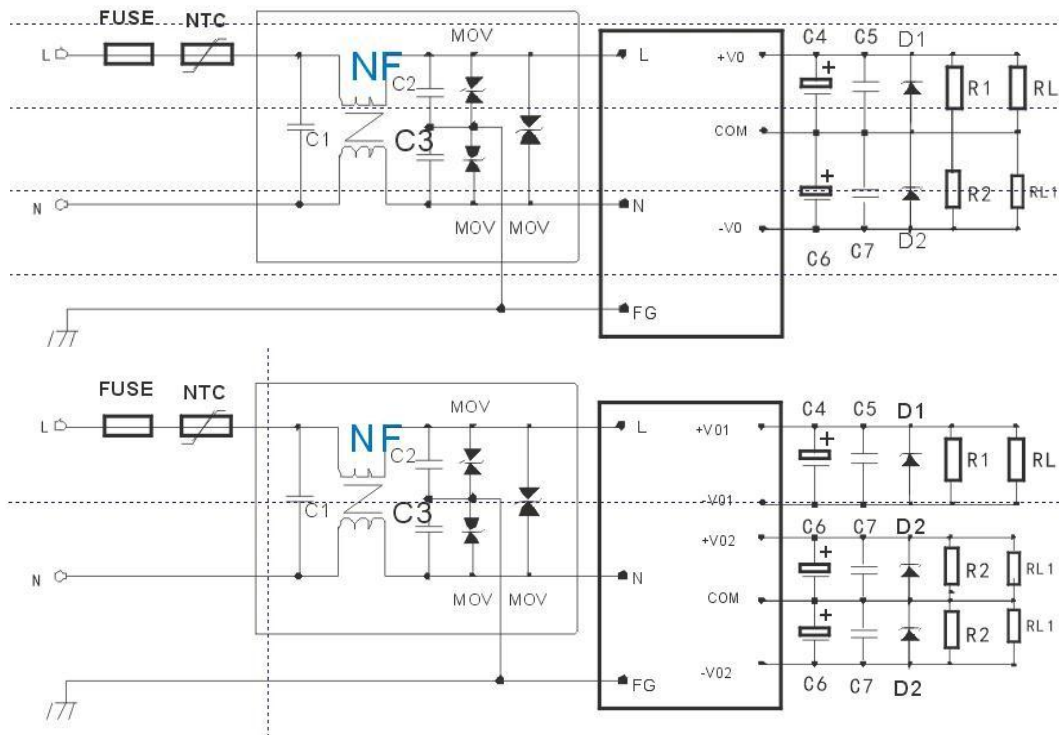 FUSE NTC
MOV
C4 C5 D1
L NF L +V0
C2
R1 RL
C1 C3 COM
R2 RL1
N N -V0
MOV MOV
C6 C7 D2
FG
FUSE NTC
MOV
C4 C5 D1
L NF L +V01
C2
R1 RL
C1 C3 -V01
C6 C7 D2
+V02
R2 RL1
N N COM
MOV MOV
R2 RL1
-V02
FG
C6 C7 D2